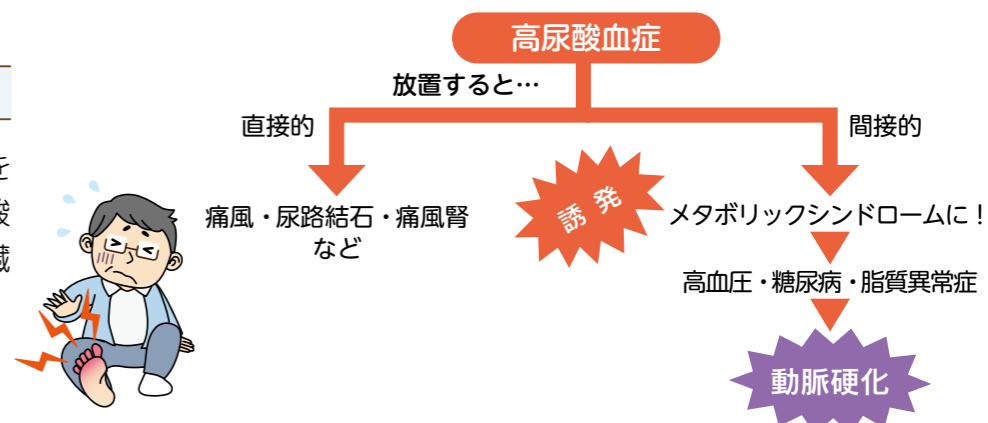 高尿酸血症
放置すると…
直接的
間接的
誘発
痛風・尿路結石・痛風腎
など
メタボリックシンドロームに！
高血圧・糖尿病・脂質異常症
動脈硬化
を
酸
臓